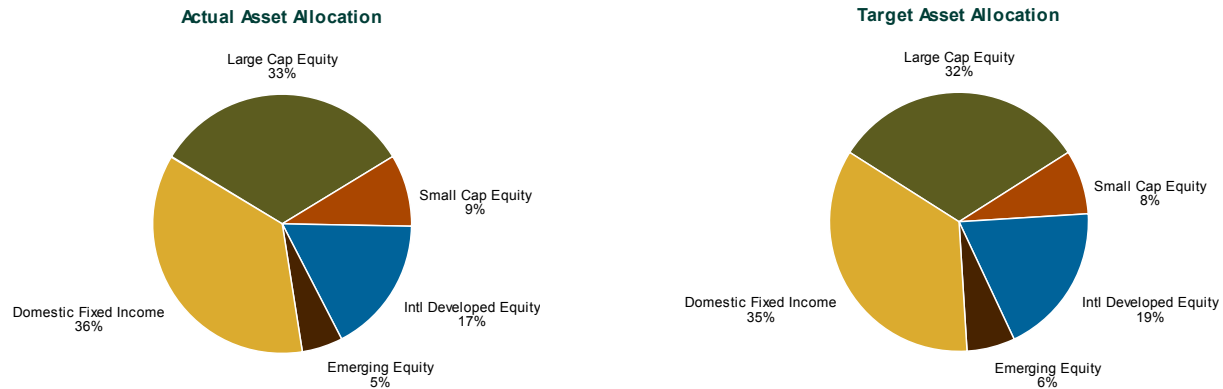 Actual Asset Allocation
Large Cap Equity
33%
Small Cap Equity
9%
Intl Developed Equity
17%
Emerging Equity
5%
Domestic Fixed Income
36%
Target Asset Allocation
Large Cap Equity
32%
Small Cap Equity
8%
Intl Developed Equity
19%
Emerging Equity
6%
Domestic Fixed Income
35%